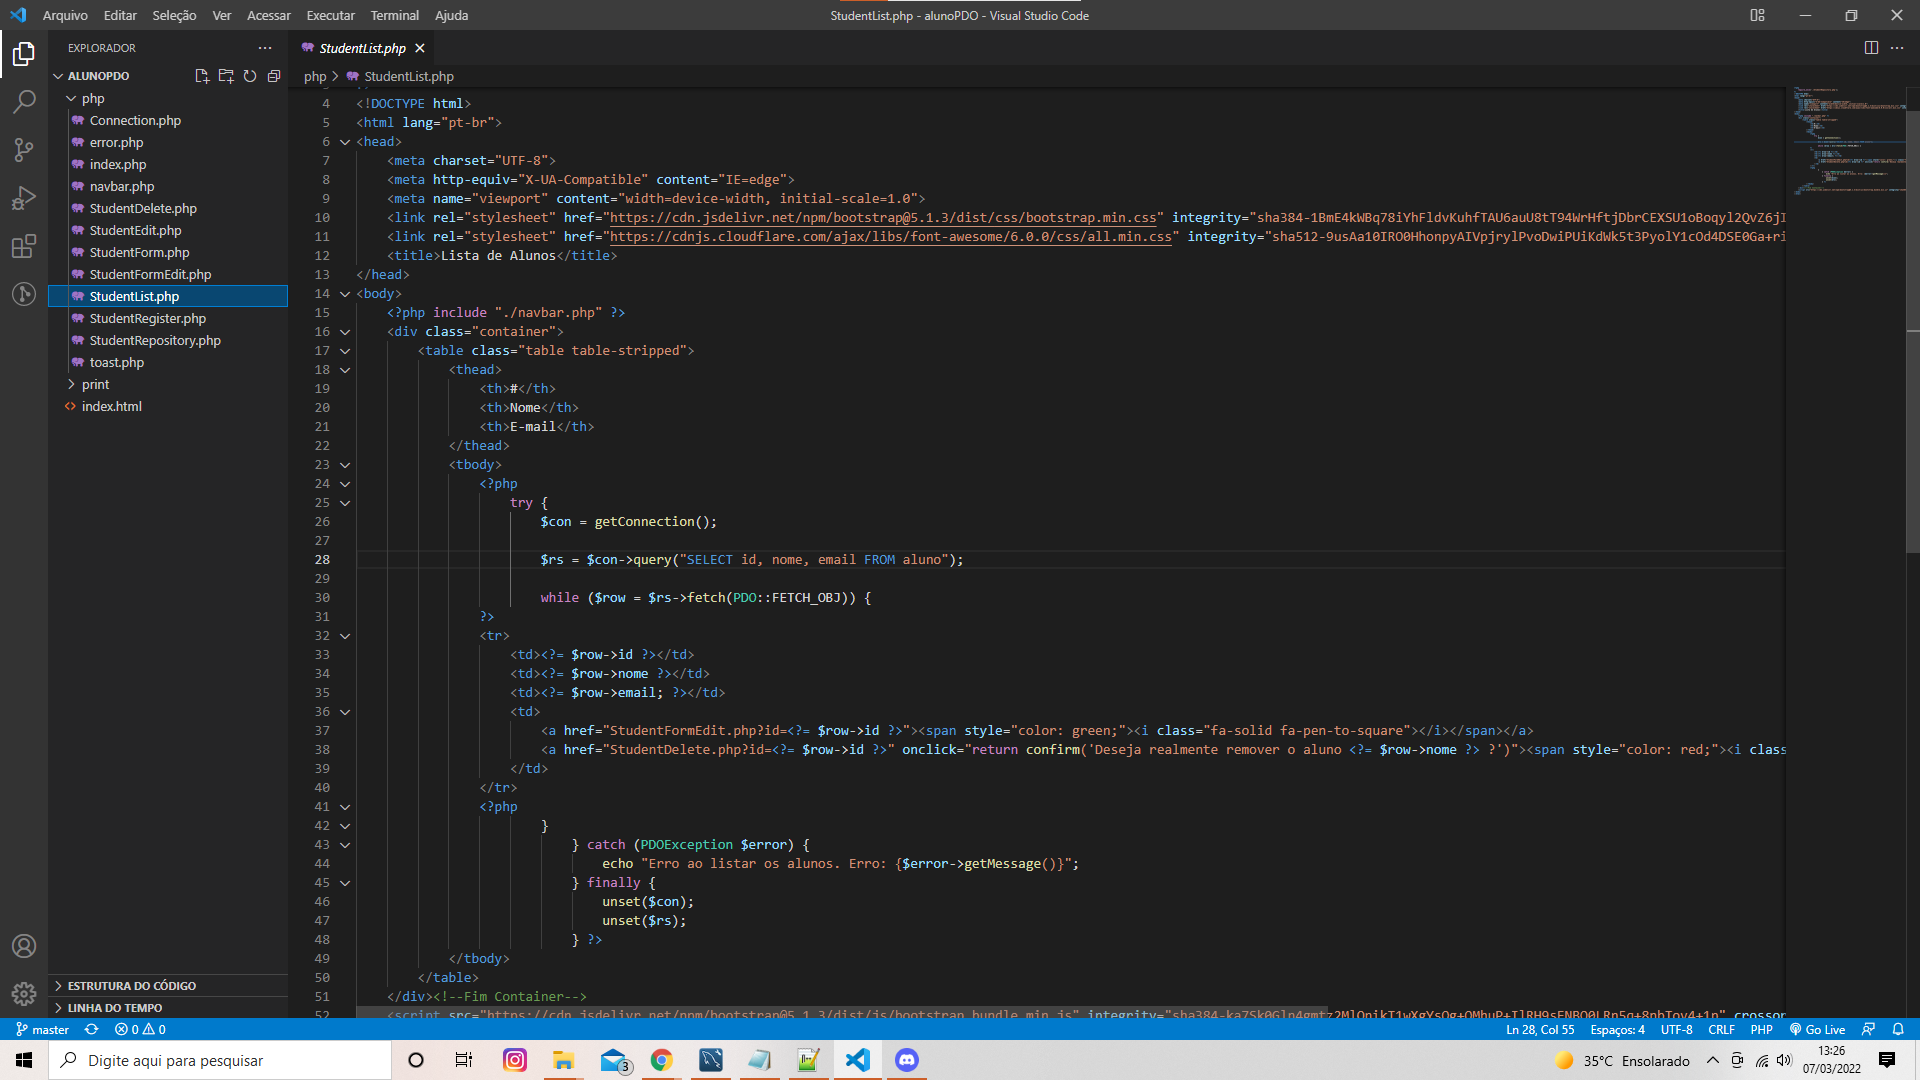 Arquivo Editar Seleção Ver Acessar Executar Terminal Ajuda
StudentList.php - alunoPDO - Visual Studio Code
EXPLORADOR
ALUNOPDO
php
Connection.php
error.php
index.php
navbar.php
StudentDelete.php
StudentEdit.php
StudentForm.php
StudentFormEdit.php
StudentList.php
StudentRegister.php
StudentRepository.php
toast.php
print
index.html
ESTRUTURA DO CÓDIGO
LINHA DO TEMPO
StudentList.php
php > StudentList.php
4 <!DOCTYPE html>
5 <html lang="pt-br">
6 <head>
7 <meta charset="UTF-8">
8 <meta http-equiv="X-UA-Compatible" content="IE=edge">
9 <meta name="viewport" content="width=device-width, initial-scale=1.0">
10 <link rel="stylesheet" href="https://cdn.jsdelivr.net/npm/bootstrap@5.1.3/dist/css/bootstrap.min.css" integrity="sha384-1BmE4kWBq78iYhFldvKuhfTAU6auU8tT94WrHftjDbrCEXSU1oBoqyl2QvZ6jI
11 <link rel="stylesheet" href="https://cdnjs.cloudflare.com/ajax/libs/font-awesome/6.0.0/css/all.min.css" integrity="sha512-9usAa10IRO0HhonpyAIVpjrylPvoDwiPUiKdWk5t3PyolY1cOd4DSE0Ga+ri
12 <title>Lista de Alunos</title>
13 </head>
14 <body>
15 <?php include "./navbar.php" ?>
16 <div class="container">
17 <table class="table table-stripped">
18 <thead>
19 <th>#</th>
20 <th>Nome</th>
21 <th>E-mail</th>
22 </thead>
23 <tbody>
24 <?php
25 try {
26 $con = getConnection();
27
28 $rs = $con->query("SELECT id, nome, email FROM aluno");
29
30 while ($row = $rs->fetch(PDO::FETCH_OBJ)) {
31 ?>
32 <tr>
33 <td><?= $row->id ?></td>
34 <td><?= $row->nome ?></td>
35 <td><?= $row->email; ?></td>
36 <td>
37 <a href="StudentFormEdit.php?id=<?= $row->id ?>"><span style="color: green;"><i class="fa-solid fa-pen-to-square"></i></span></a>
38 <a href="StudentDelete.php?id=<?= $row->id ?>" onclick="return confirm('Deseja realmente remover o aluno <?= $row->nome ?> ?')"><span style="color: red;"><i class
39 </td>
40 </tr>
41 <?php
42 }
43 } catch (PDOException $error) {
44 echo "Erro ao listar os alunos. Erro: {$error->getMessage()}";
45 } finally {
46 unset($con);
47 unset($rs);
48 } ?>
49 </tbody>
50 </table>
51 </div><!--Fim Container-->
52 <script src="https://cdn.jsdelivr.net/npm/bootstrap@5.1.3/dist/js/bootstrap.bundle.min.js" integrity=
master 0 0
Ln 28, Col 55 Espaços: 4 UTF-8 CRLF PHP Go Live
Digite aqui para pesquisar
3
35°C Ensolarado
13:26
07/03/2022